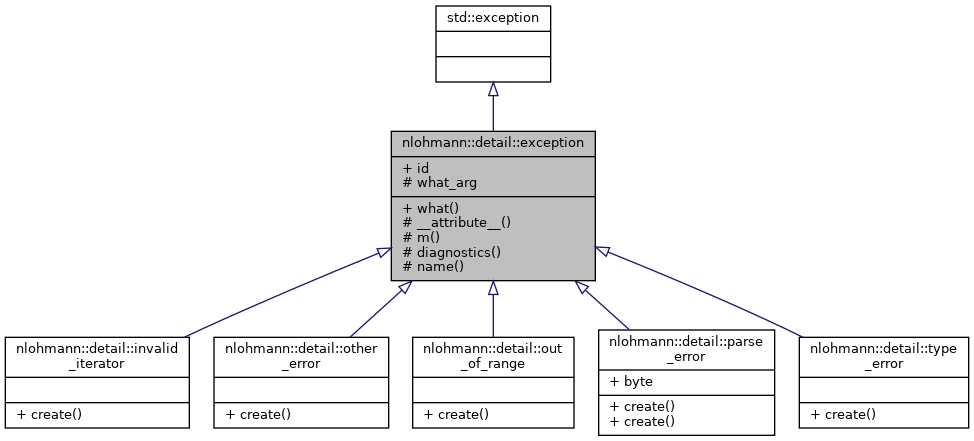 std::exception
nlohmann::detail::exception
+ id
# what_arg
+ what()
# __attribute__()
# m()
# diagnostics()
# name()
nlohmann::detail::invalid
_iterator
+ create()
nlohmann::detail::other
_error
+ create()
nlohmann::detail::out
_of_range
+ create()
nlohmann::detail::parse
_error
+ byte
+ create()
+ create()
nlohmann::detail::type
_error
+ create()